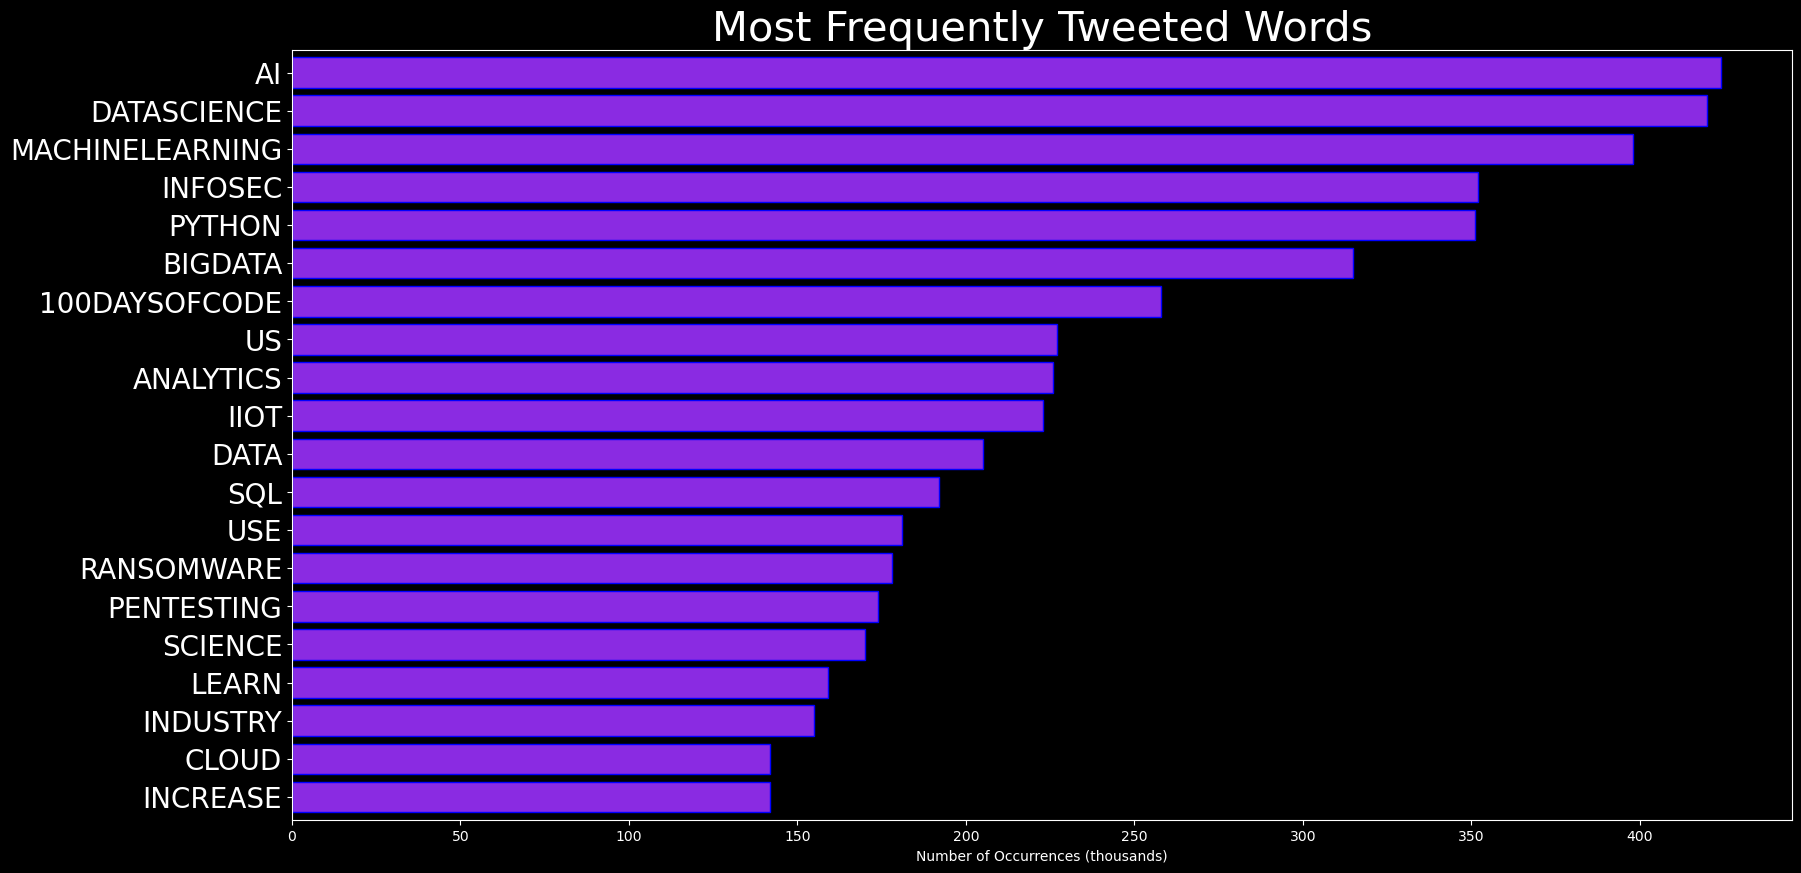 Most Frequently Tweeted Words
AI
DATASCIENCE
MACHINELEARNING
INFOSEC
PYTHON
BIGDATA
100DAYSOFCODE
US
ANALYTICS
IIOT
DATA
SQL
USE
RANSOMWARE
PENTESTING
SCIENCE
LEARN
INDUSTRY
CLOUD
INCREASE
0 50 100 150 200 250 300 350 400
Number of Occurrences (thousands)